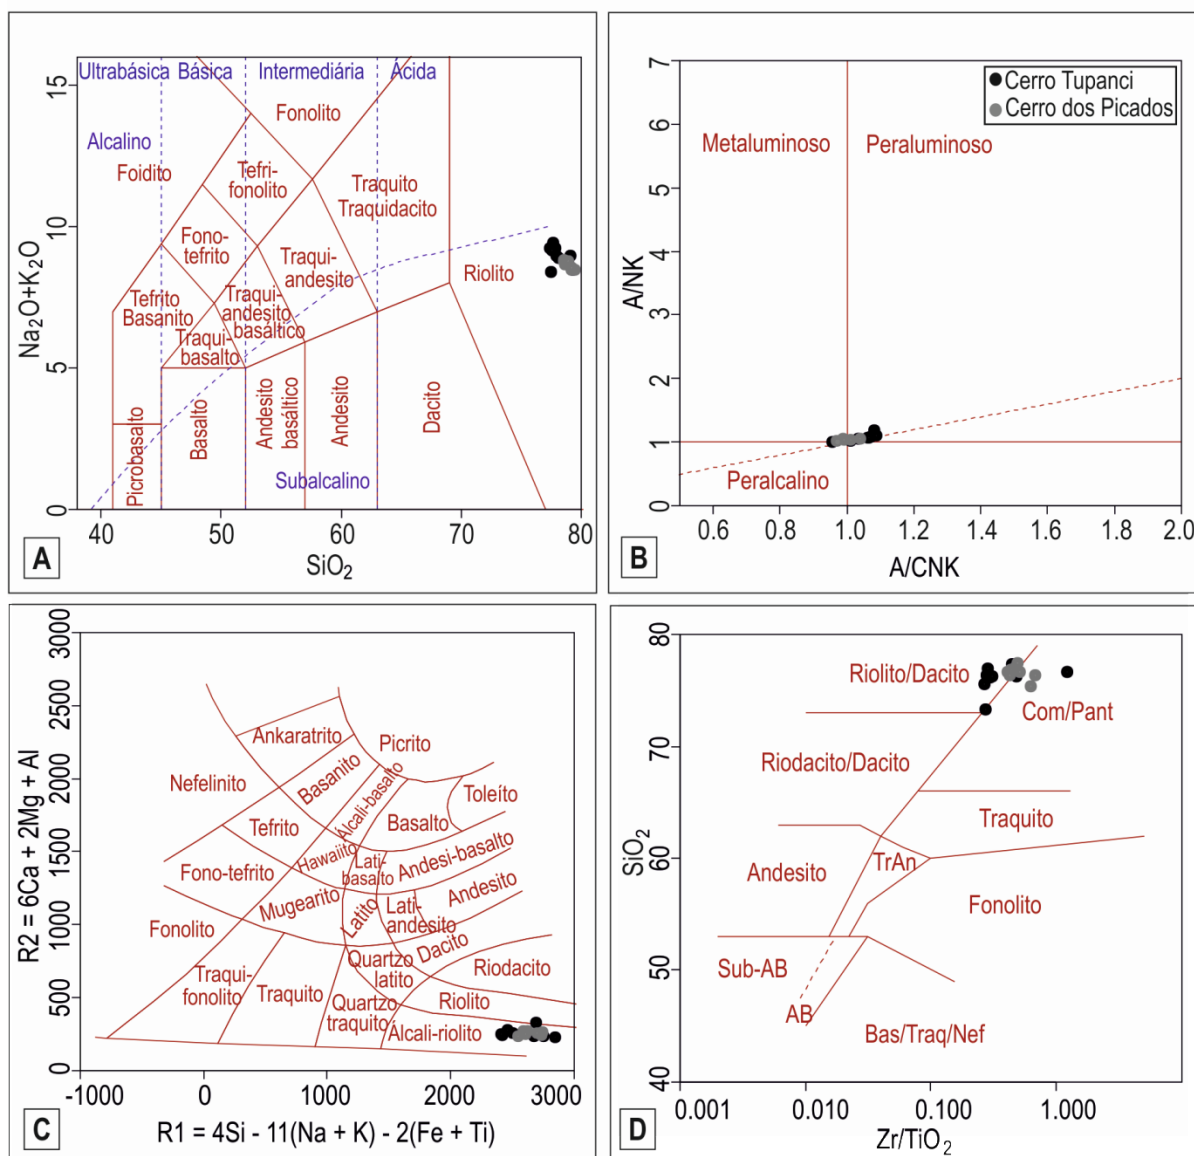 Ultrabásica Básica Intermediária Ácida
Alcalino
Fonolito
Foidito
Tefri-
fonolito
Traquito
Traquidacito
Fono-
tefrito
Traqui-
andesito
Riolito
Tefrito
Basanito
Traqui-
andesito
basáltico
Traqui-
basalto
Picrobasalto
Basalto
Andesito
basáltico
Andesito
Dacito
Subalcalino
Na₂O+K₂O
0 5 10 15
40 50 60 70 80
SiO₂
A
Cerro Tupanci
Cerro dos Picados
Metaluminoso
Peraluminoso
Peralcalino
A/NK
0 1 2 3 4 5 6 7
0.6 0.8 1.0 1.2 1.4 1.6 1.8 2.0
A/CNK
B
R2 = 6Ca + 2Mg + Al
0 500 1000 1500 2000 2500 3000
Ankaratrito
Picrito
Nefelinito
Basanito
Álcali-basalto
Toleíto
Tefrito
Basalto
Hawaiito
Lati-
basalto
Andesi-basalto
Fono-tefrito
Mugearito
Latito
Lati-
andesito
Andesito
Fonolito
Dacito
Traqui-
fonolito
Traquito
Quartzo
latito
Riodacito
Quartzo
traquito
Riolito
Álcali-riolito
-1000 0 1000 2000 3000
R1 = 4Si - 11(Na + K) - 2(Fe + Ti)
C
SiO₂
40 50 60 70 80
Riolito/Dacito
Com/Pant
Riodacito/Dacito
Traquito
Andesito
TrAn
Fonolito
Sub-AB
AB
Bas/Traq/Nef
0.001 0.010 0.100 1.000
Zr/TiO₂
D